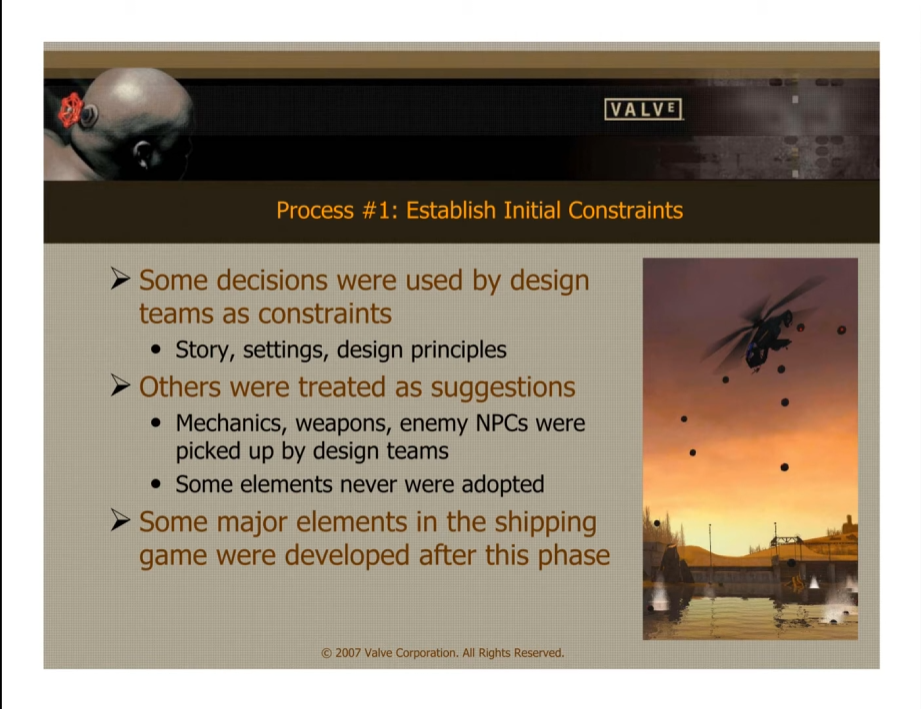 VALVE
Process #1: Establish Initial Constraints
➢ Some decisions were used by design
teams as constraints
• Story, settings, design principles
➢ Others were treated as suggestions
• Mechanics, weapons, enemy NPCs were
picked up by design teams
• Some elements never were adopted
➢ Some major elements in the shipping
game were developed after this phase
© 2007 Valve Corporation. All Rights Reserved.